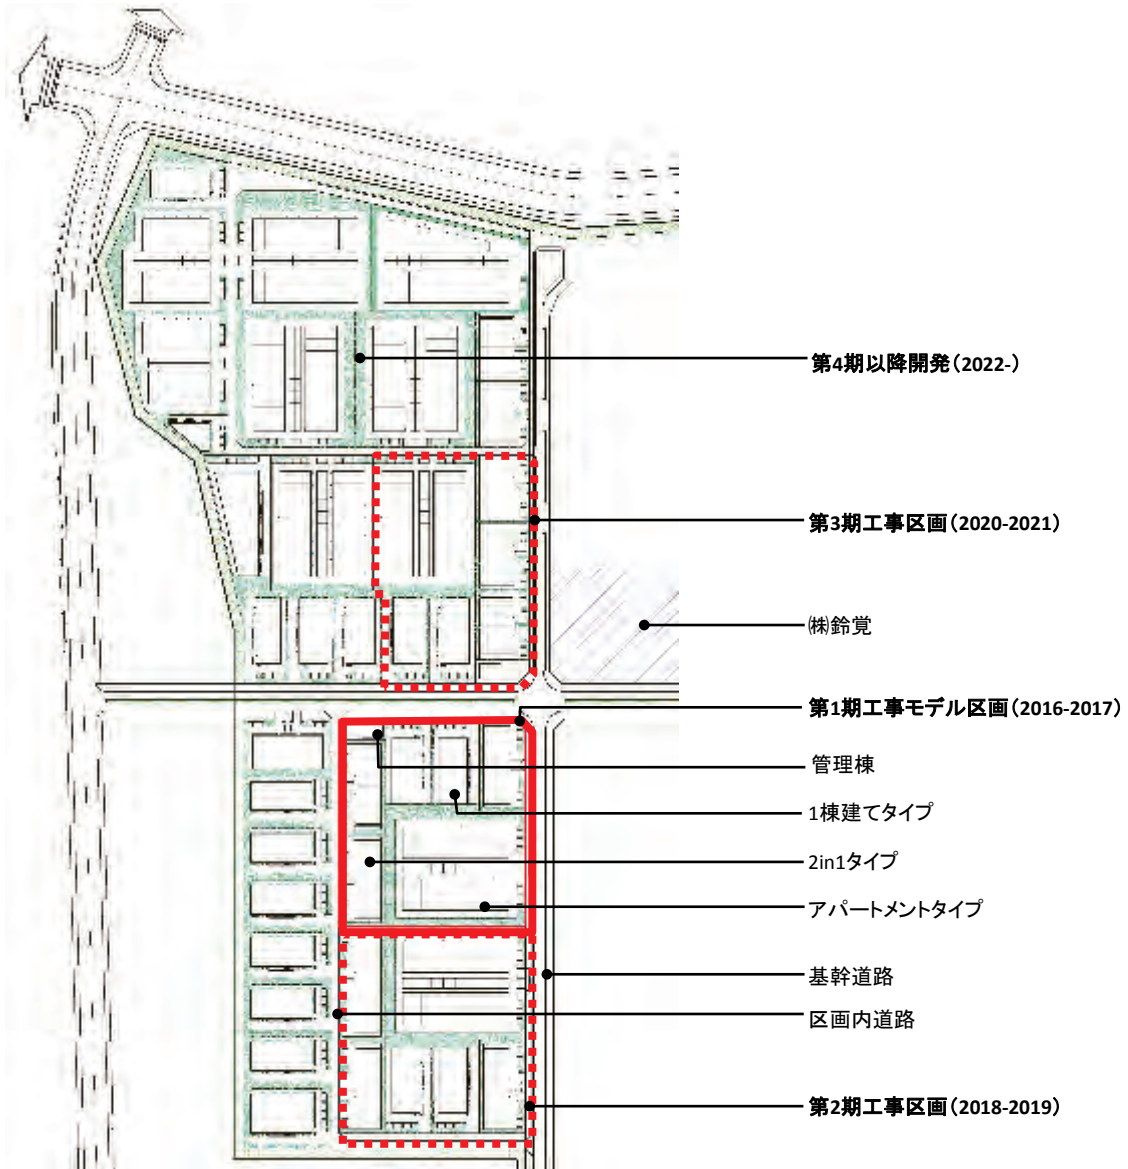 第4期以降開発(2022-)
第3期工事区画(2020-2021)
㈱鈴覚
第1期工事モデル区画(2016-2017)
管理棟
1棟建てタイプ
2in1タイプ
アパートメントタイプ
基幹道路
区画内道路
第2期工事区画(2018-2019)